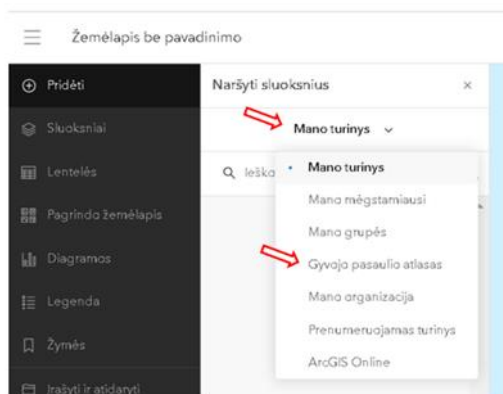 Žemėlapis be pavadinimo
Pridėti
Naršyti sluoksnius
Sluoksniai
Mano turinys
Lentelės
Ieško
Mano turinys
Pagrindo žemėlapis
Mano mėgstamiausi
Mano grupės
Diagramos
Gyvojo pasaulio atlasas
Legenda
Mano organizacija
Žymės
Prenumeruojamas turinys
ArcGIS Online
Įrašyti ir atidaryti